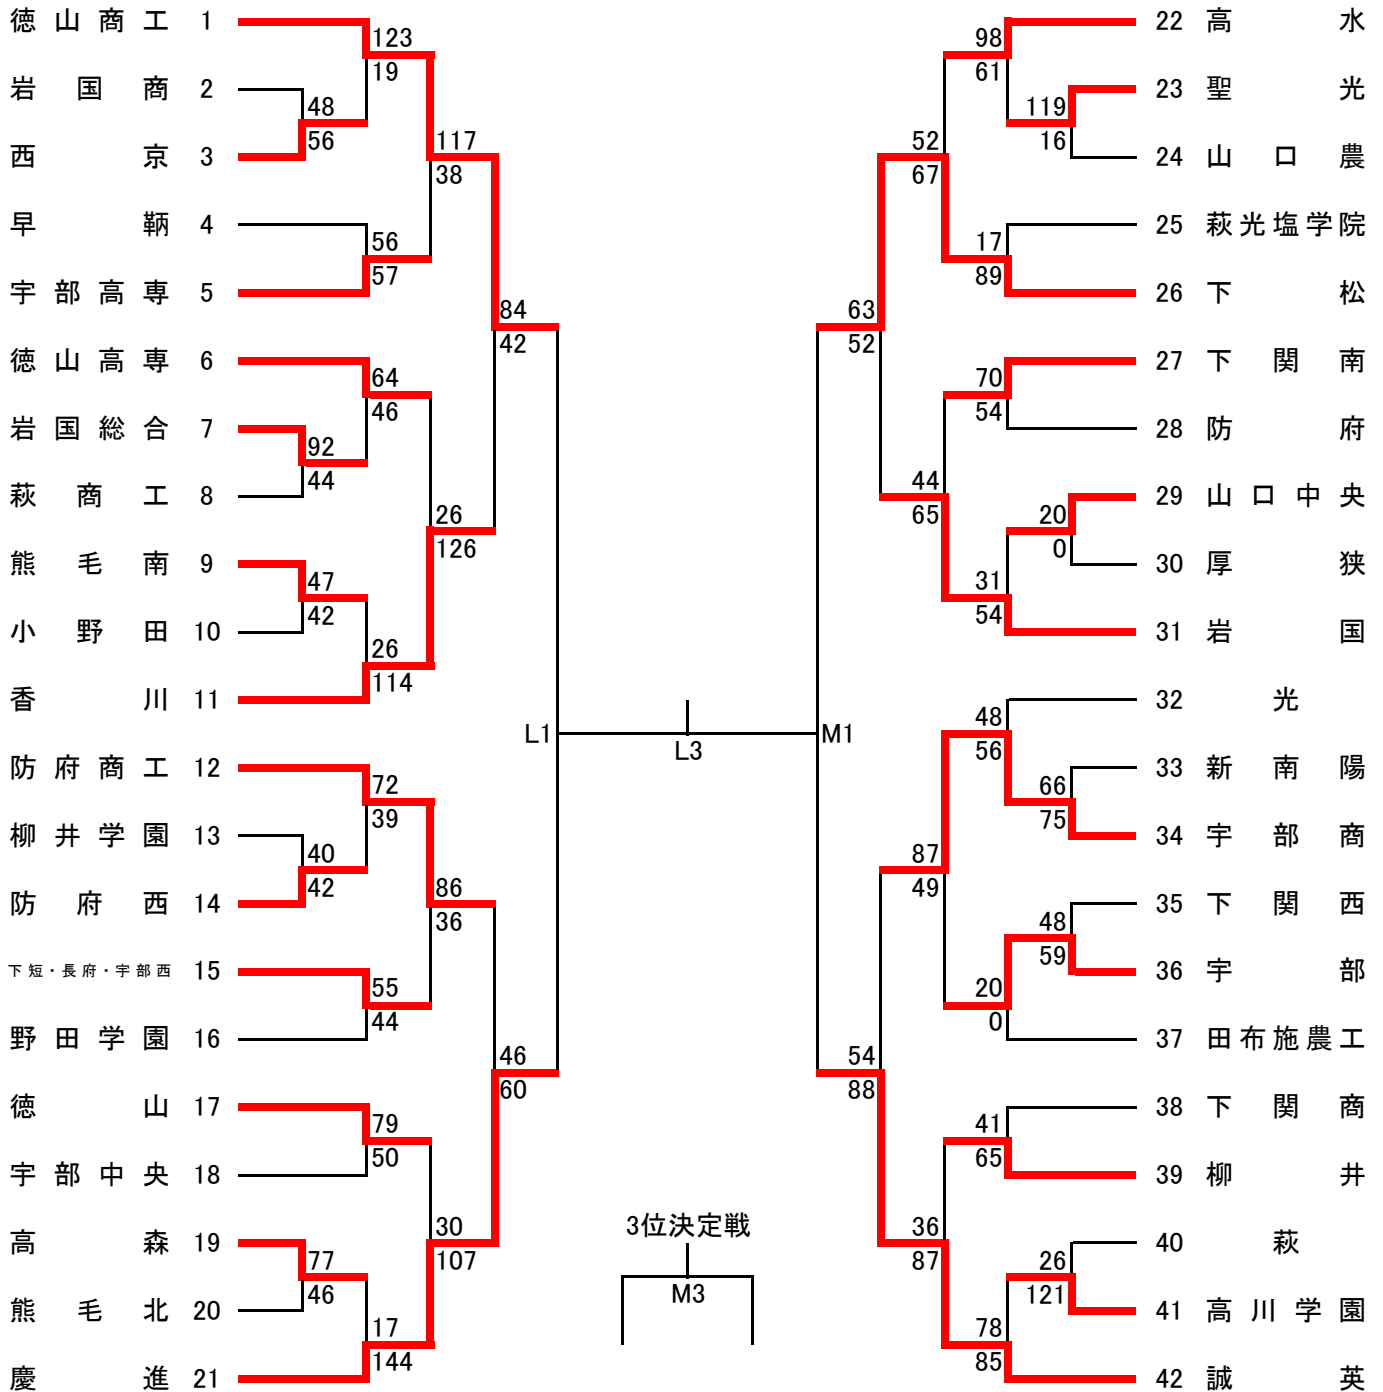 徳山商工 1
岩国商 2
西京 3
早鞆 4
宇部高専 5
徳山高専 6
岩国総合 7
萩商工 8
熊毛南 9
小野田 10
香川 11
防府商工 12
柳井学園 13
防府西 14
下短・長府・宇部西 15
野田学園 16
徳山 17
宇部中央 18
高森 19
熊毛北 20
慶進 21
48
56
92
44
47
42
40
42
77
46
123
19
56
57
64
46
26
114
72
39
55
44
79
50
17
144
117
38
26
126
86
36
30
107
84
42
46
60
L1
L3
M1
3位決定戦
M3
63
52
54
88
52
67
44
65
87
49
36
87
98
61
17
89
70
54
31
54
48
56
20
0
41
65
78
85
119
16
20
0
66
75
48
59
26
121
22 高水
23 聖光
24 山口農
25 萩光塩学院
26 下松
27 下関南
28 防府
29 山口中央
30 厚狭
31 岩国
32 光
33 新南陽
34 宇部商
35 下関西
36 宇部
37 田布施農工
38 下関商
39 柳井
40 萩
41 高川学園
42 誠英